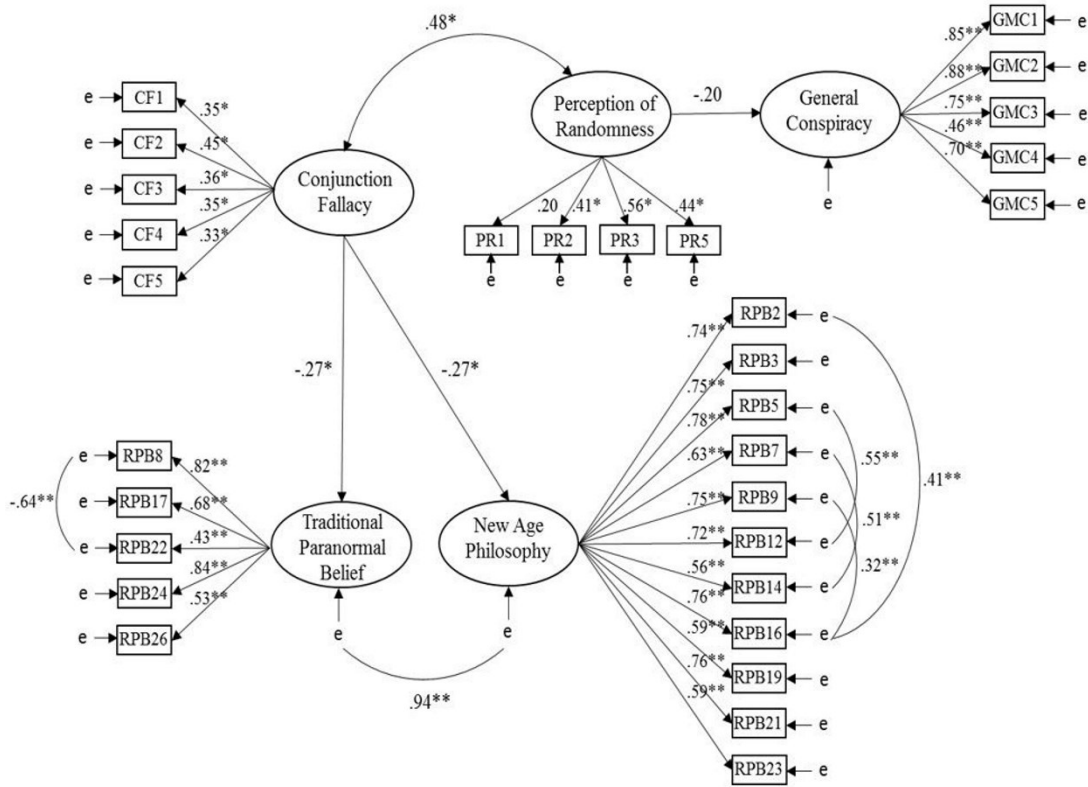 .48*
Conjunction
Fallacy
e
CF1
.35*
e
CF2
.45*
e
CF3
.36*
e
CF4
.35*
e
CF5
.33*
Perception of
Randomness
-.20
General
Conspiracy
e
.85**
GMC1
e
.88**
GMC2
e
.75**
GMC3
e
.46**
GMC4
e
.70**
GMC5
e
.20
.41*
.56*
.44*
PR1
PR2
PR3
PR5
e
e
e
e
-.27*
-.27*
e
RPB8
.82**
e
RPB17
.68**
e
RPB22
.43**
e
RPB24
.84**
e
RPB26
.53**
-.64**
Traditional
Paranormal
Belief
New Age
Philosophy
e
e
.94**
.74**
RPB2
e
.75**
RPB3
e
.78**
RPB5
e
.63**
RPB7
e
.75**
RPB9
e
.72**
RPB12
e
.56**
RPB14
e
.76**
RPB16
e
.59**
RPB19
e
.76**
RPB21
e
.59**
RPB23
e
.55**
.41**
.51**
.32**